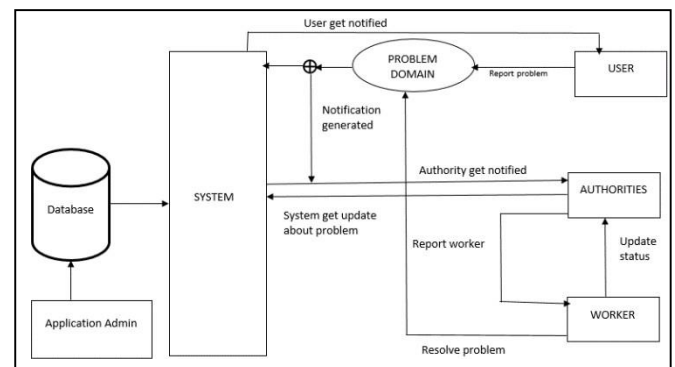 User get notified
PROBLEM
DOMAIN
Report problem
USER
Notification
generated
Authority get notified
Database
SYSTEM
AUTHORITIES
System get update
about problem
Report worker
Update
status
Application Admin
WORKER
Resolve problem